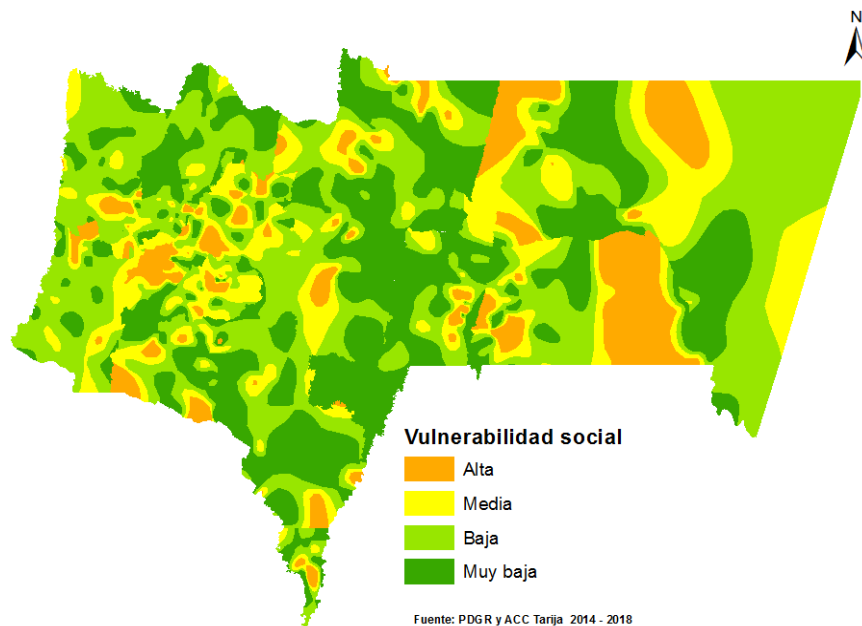 N
Vulnerabilidad social
Alta
Media
Baja
Muy baja
Fuente: PDGR y ACC Tarija 2014 - 2018